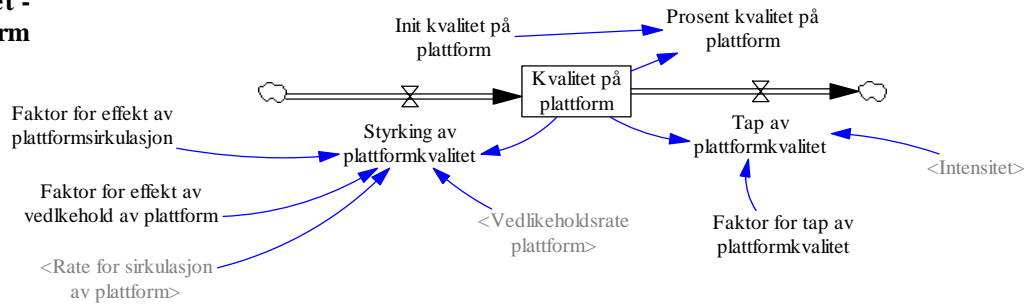 et -
rm
Init kvalitet på
plattform
Prosent kvalitet på
plattform
Kvalitet på
plattform
Faktor for effekt av
plattformsirkulasjon
Styrking av
plattformkvalitet
Tap av
plattformkvalitet
<Intensitet>
Faktor for effekt av
vedlkehold av plattform
<Vedlikeholdsrate
plattform>
Faktor for tap av
plattformkvalitet
<Rate for sirkulasjon
av plattform>